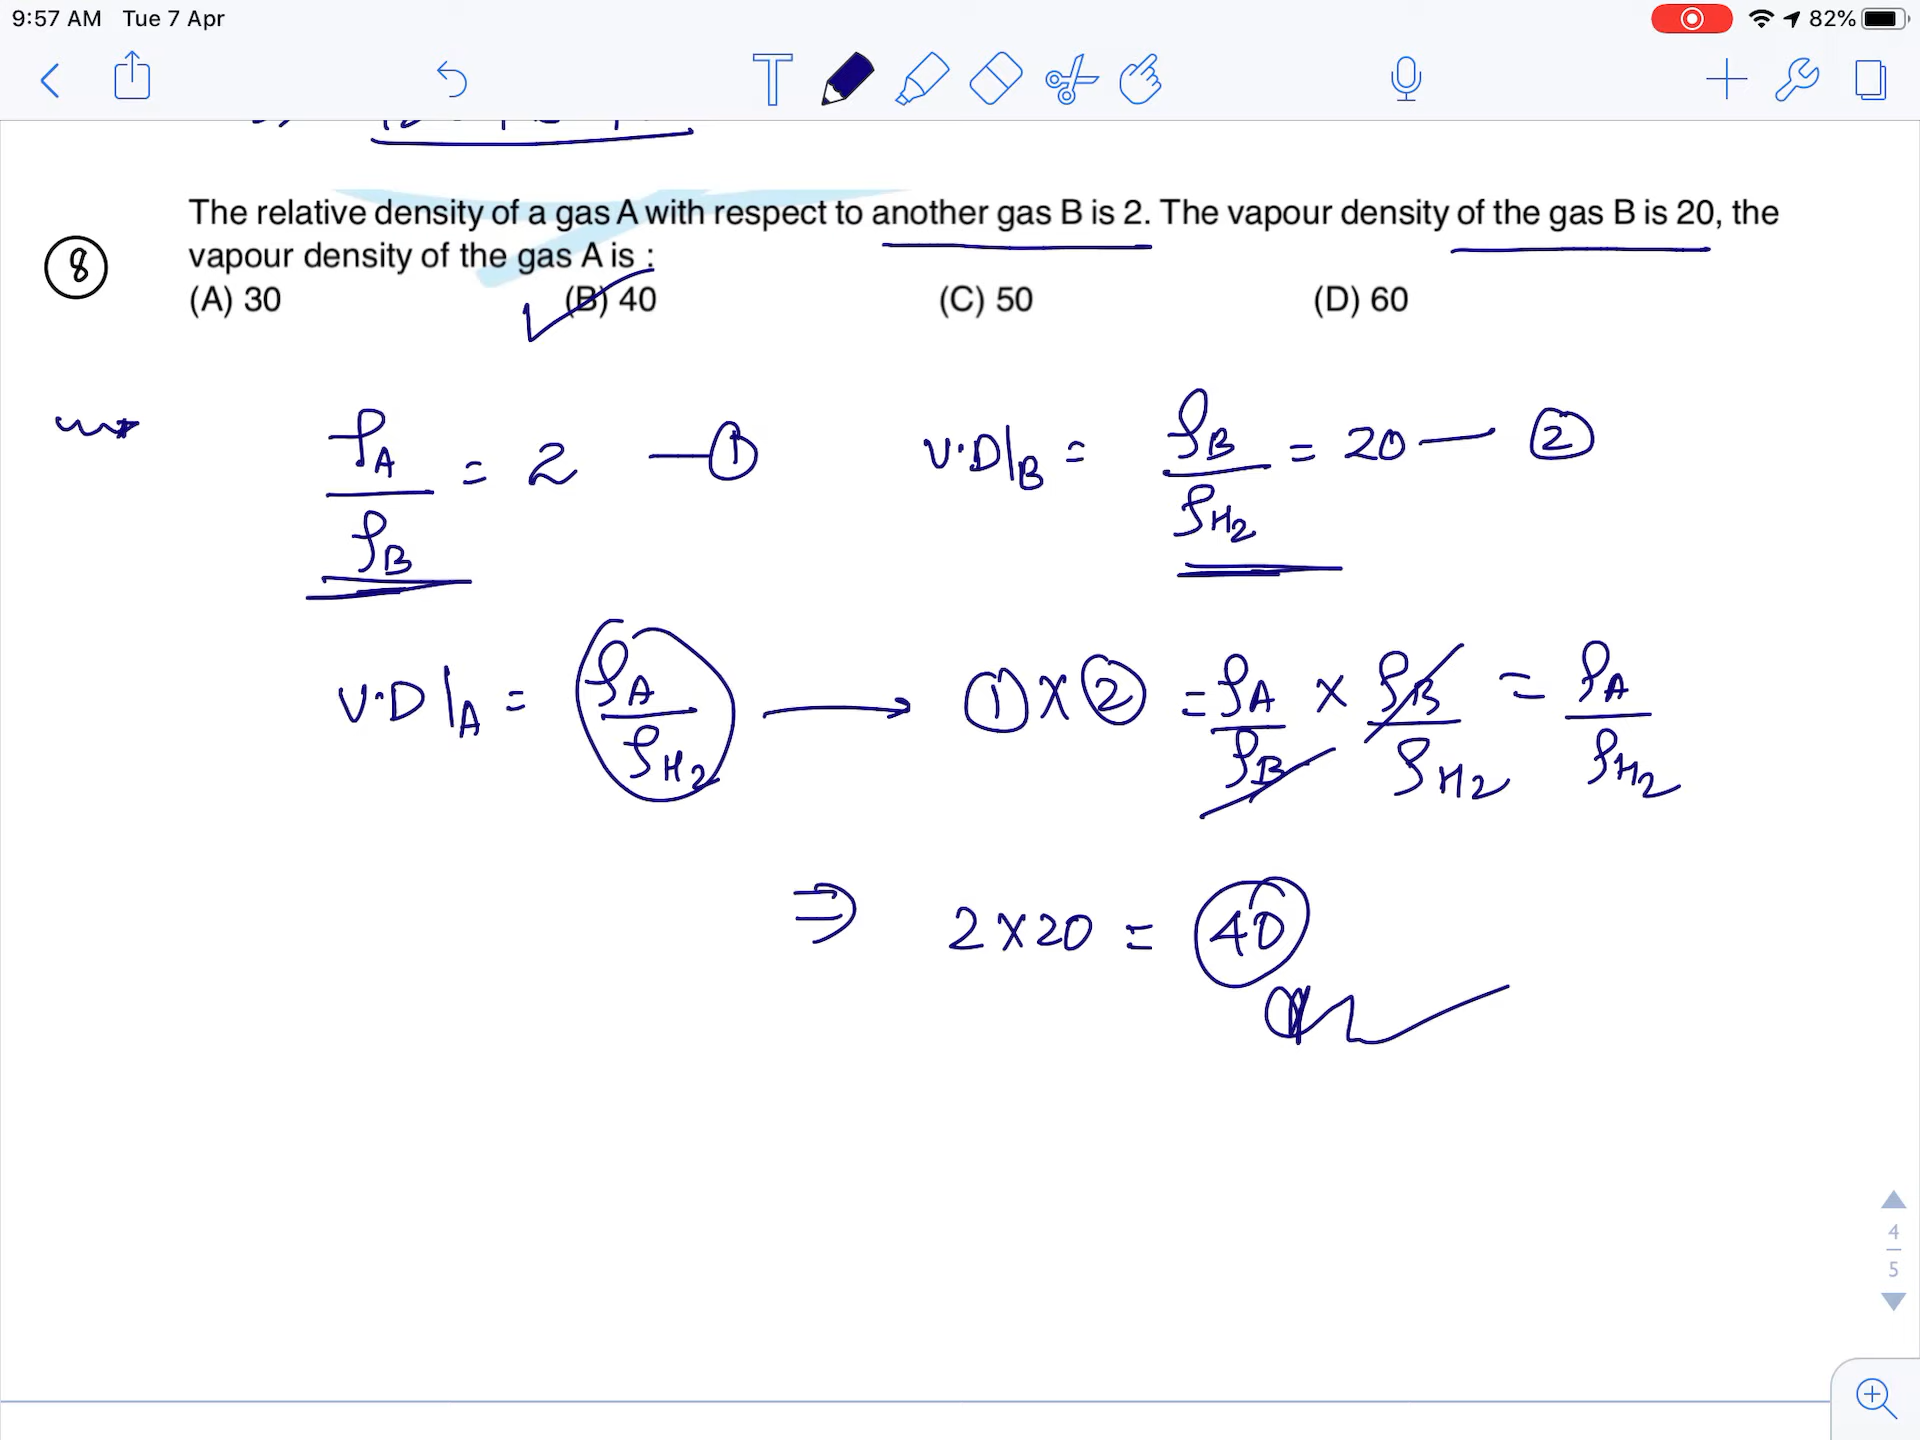 9:57 AM Tue 7 Apr
82%
T
The relative density of a gas A with respect to another gas B is 2. The vapour density of the gas B is 20, the
vapour density of the gas A is :
8
(A) 30 (B) 40 (C) 50 (D) 60
ρA/ρB = 2 — ① V.D|B = ρB/ρH2 = 20 — ②
V.D|A = ρA/ρH2 → ① × ② = ρA/ρB × ρB/ρH2 = ρA/ρH2
⇒ 2 × 20 = 40
4
5